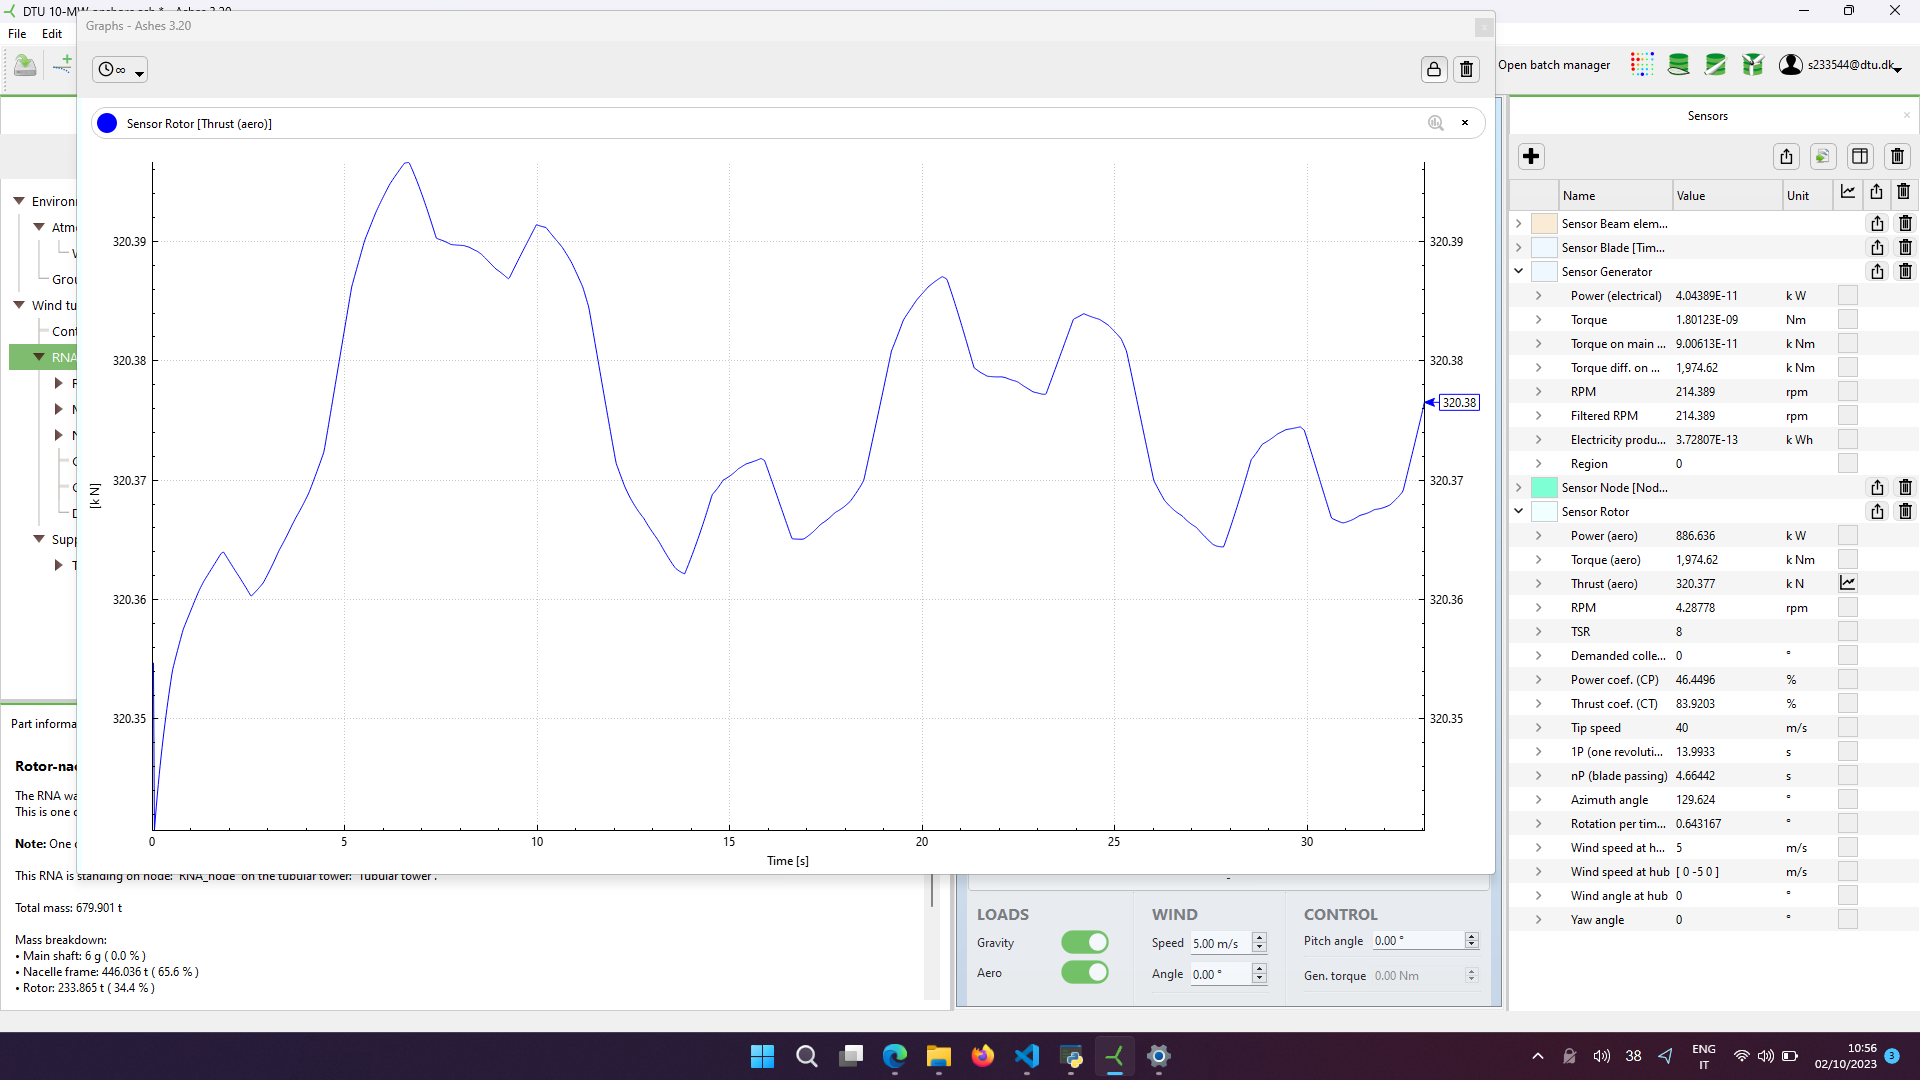 DTU 10-MW onshore.ash * - Ashes 3.20
Graphs - Ashes 3.20
File Edit
∞
Open batch manager
s233544@dtu.dk
Sensor Rotor [Thrust (aero)]
Sensors
Name Value Unit
Sensor Beam elem...
Sensor Blade [Tim...
Sensor Generator
Power (electrical) 4.04389E-11 k W
Torque 1.80123E-09 Nm
Torque on main ... 9.00613E-11 k Nm
Torque diff. on ... 1,974.62 k Nm
RPM 214.389 rpm
Filtered RPM 214.389 rpm
Electricity produ... 3.72807E-13 k Wh
Region 0
Sensor Node [Nod...
Sensor Rotor
Power (aero) 886.636 k W
Torque (aero) 1,974.62 k Nm
Thrust (aero) 320.377 k N
RPM 4.28778 rpm
TSR 8
Demanded colle... 0 °
Power coef. (CP) 46.4496 %
Thrust coef. (CT) 83.9203 %
Tip speed 40 m/s
1P (one revoluti... 13.9933 s
nP (blade passing) 4.66442 s
Azimuth angle 129.624 °
Rotation per tim... 0.643167 °
Wind speed at h... 5 m/s
Wind speed at hub [ 0 -5 0 ] m/s
Wind angle at hub 0 °
Yaw angle 0 °
Environ
Atmo
Grou
Wind tu
Cont
RNA
Supp
320.39 320.39
320.38 320.38
320.38
320.37 320.37
[k N]
320.36 320.36
320.35 320.35
0 5 10 15 20 25 30
Time [s]
Part informa
Rotor-nac
The RNA wa
This is one o
Note: One o
This RNA is standing on node: 'RNA_node' on the tubular tower: 'Tubular tower'.
Total mass: 679.901 t
Mass breakdown:
• Main shaft: 6 g ( 0.0 % )
• Nacelle frame: 446.036 t ( 65.6 % )
• Rotor: 233.865 t ( 34.4 % )
-
LOADS WIND CONTROL
Gravity Speed 5.00 m/s Pitch angle 0.00 °
Aero Angle 0.00 ° Gen. torque 0.00 Nm
38
ENG
IT
10:56
02/10/2023
3